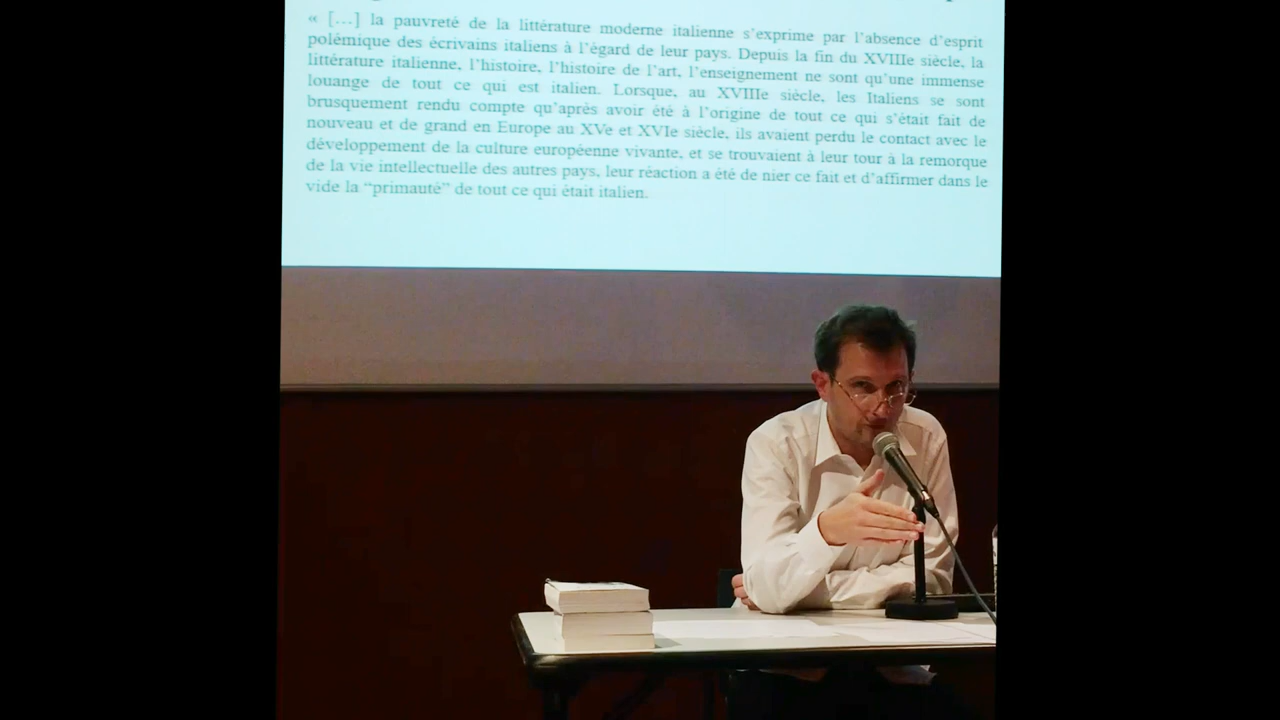 « […] la pauvreté de la littérature moderne italienne s’exprime par l’absence d’esprit
polémique des écrivains italiens à l’égard de leur pays. Depuis la fin du XVIIIe siècle, la
littérature italienne, l’histoire, l’histoire de l’art, l’enseignement ne sont qu’une immense
louange de tout ce qui est italien. Lorsque, au XVIIIe siècle, les Italiens se sont
brusquement rendu compte qu’après avoir été à l’origine de tout ce qui s’était fait de
nouveau et de grand en Europe au XVe et XVIe siècle, ils avaient perdu le contact avec le
développement de la culture européenne vivante, et se trouvaient à leur tour à la remorque
de la vie intellectuelle des autres pays, leur réaction a été de nier ce fait et d’affirmer dans le
vide la “primauté” de tout ce qui était italien.